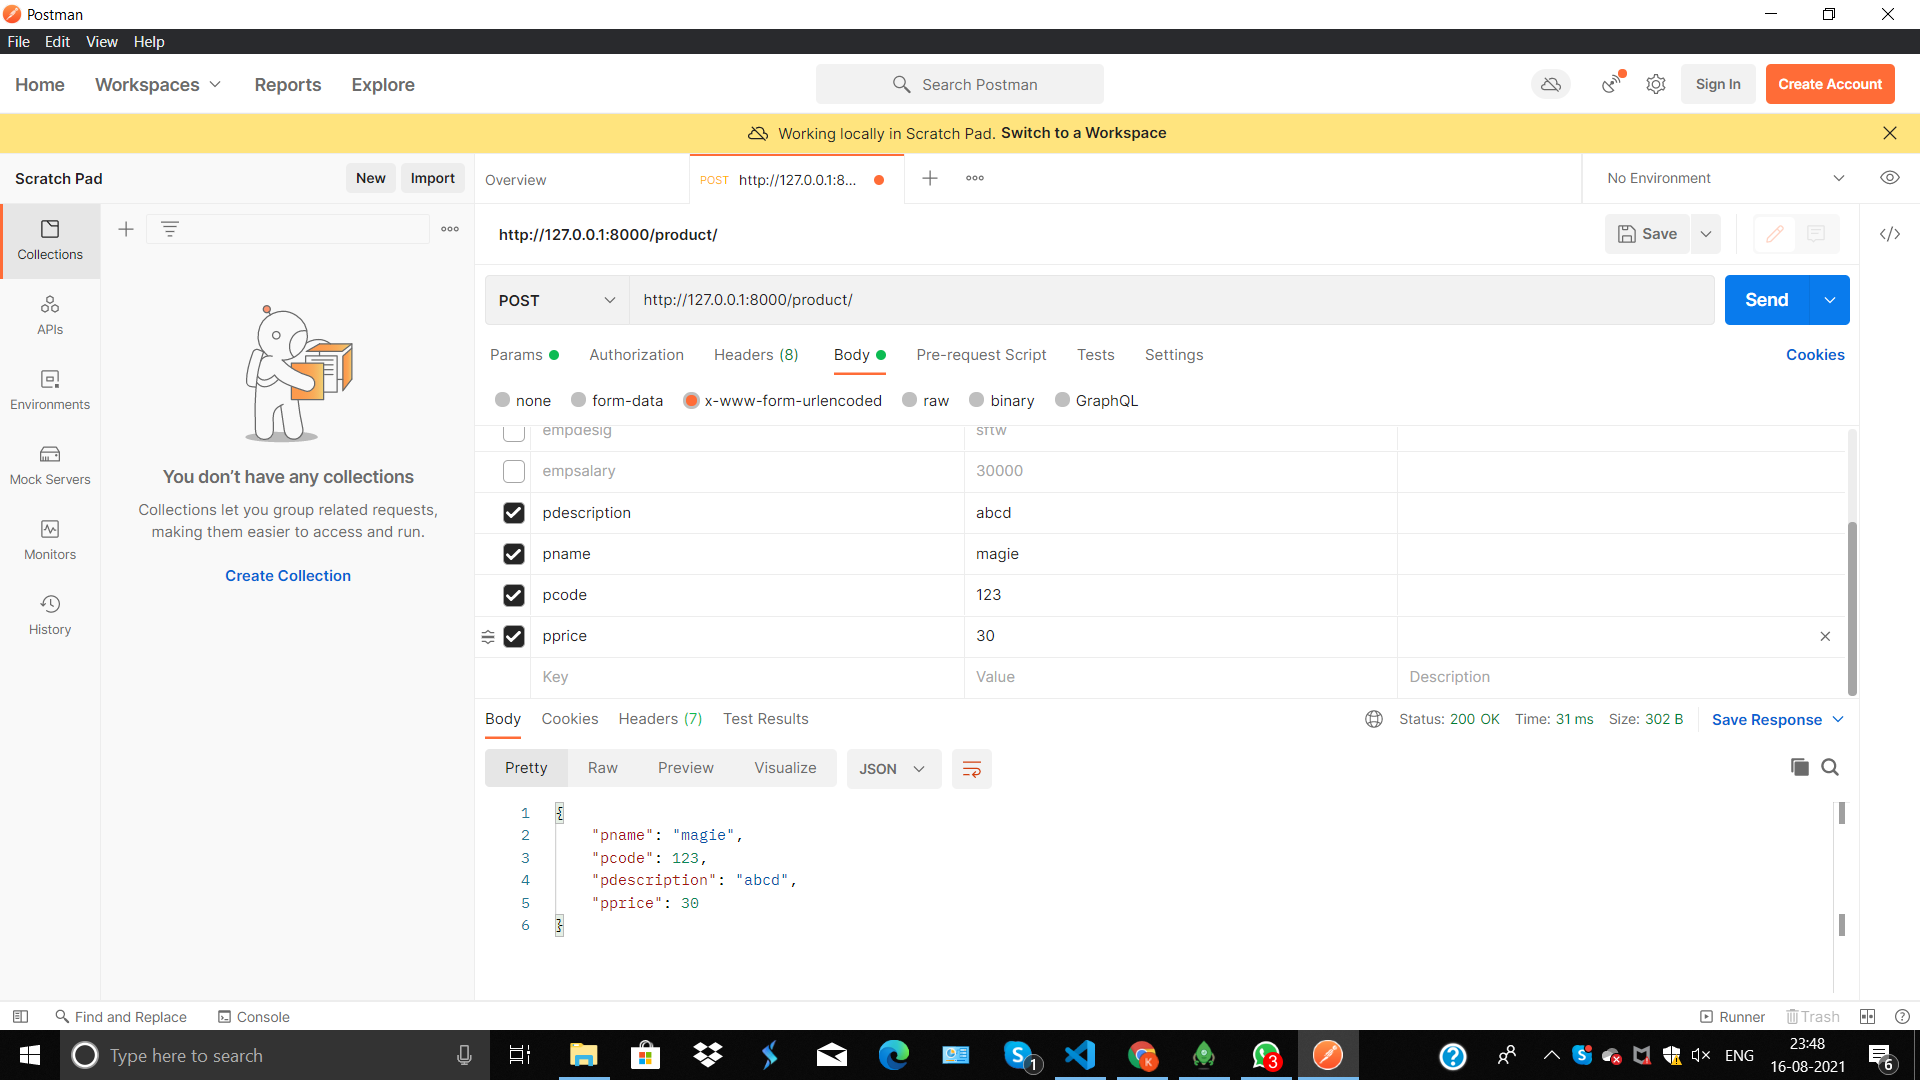 Postman
File Edit View Help
Home Workspaces Reports Explore
Search Postman
Sign In Create Account
Working locally in Scratch Pad. Switch to a Workspace
Scratch Pad New Import
Overview POST http://127.0.0.1:8... No Environment
Collections
APIs
Environments
Mock Servers
Monitors
History
You don't have any collections
Collections let you group related requests,
making them easier to access and run.
Create Collection
http://127.0.0.1:8000/product/ Save
POST http://127.0.0.1:8000/product/ Send
Params Authorization Headers (8) Body Pre-request Script Tests Settings Cookies
none form-data x-www-form-urlencoded raw binary GraphQL
empdesig sftw
empsalary 30000
pdescription abcd
pname magie
pcode 123
pprice 30
Key Value Description
Body Cookies Headers (7) Test Results Status: 200 OK Time: 31 ms Size: 302 B Save Response
Pretty Raw Preview Visualize JSON
1 {
2 "pname": "magie",
3 "pcode": 123,
4 "pdescription": "abcd",
5 "pprice": 30
6 }
Find and Replace Console Runner Trash
Type here to search
1
K
3
ENG
23:48
16-08-2021
6